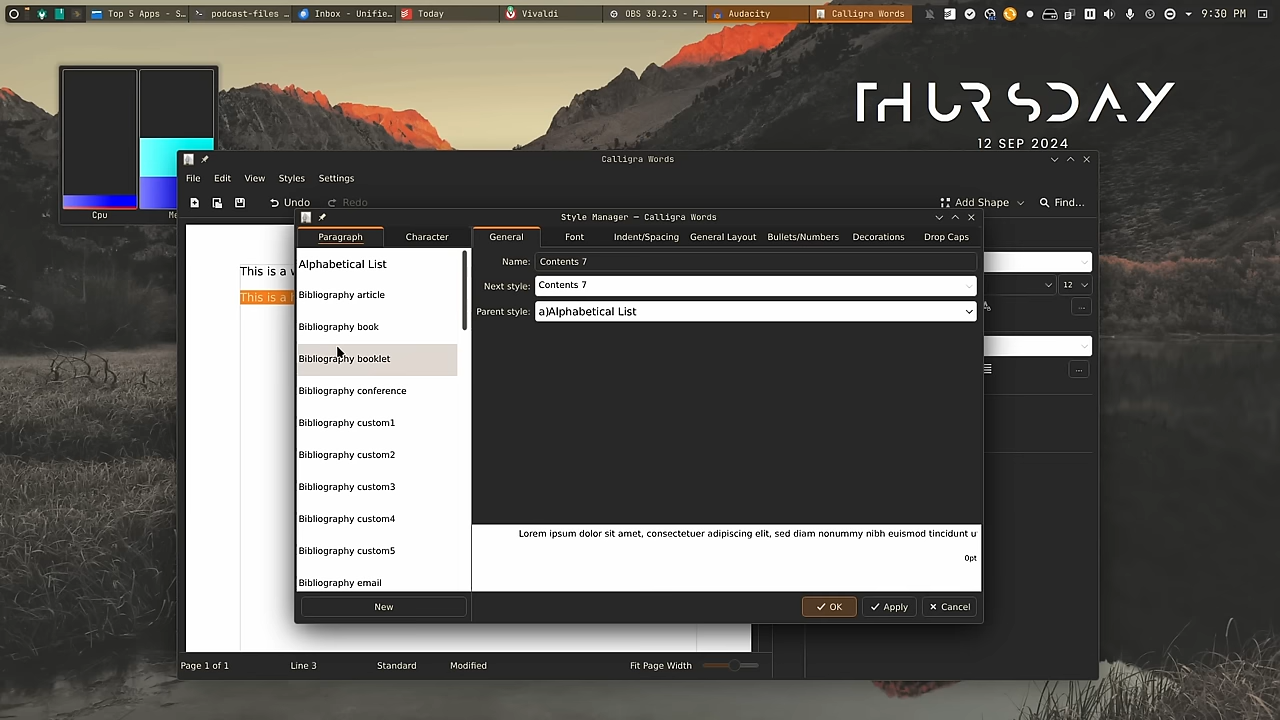 Top 5 Apps - S…
podcast-files …
Inbox - Unifie…
Today
Vivaldi
OBS 30.2.3 - P…
Audacity
Calligra Words
9:30 PM
THURSDAY
12 SEP 2024
Cpu
Calligra Words
File Edit View Styles Settings
Undo Redo Add Shape Find...
Style Manager — Calligra Words
Paragraph Character General Font Indent/Spacing General Layout Bullets/Numbers Decorations Drop Caps
This is a
This is a
12
...
...
Alphabetical List
Bibliography article
Bibliography book
Bibliography booklet
Bibliography conference
Bibliography custom1
Bibliography custom2
Bibliography custom3
Bibliography custom4
Bibliography custom5
Bibliography email
New
Name: Contents 7
Next style: Contents 7
Parent style: a)Alphabetical List
Lorem ipsum dolor sit amet, consectetuer adipiscing elit, sed diam nonummy nibh euismod tincidunt u
0pt
OK Apply Cancel
Page 1 of 1 Line 3 Standard Modified Fit Page Width